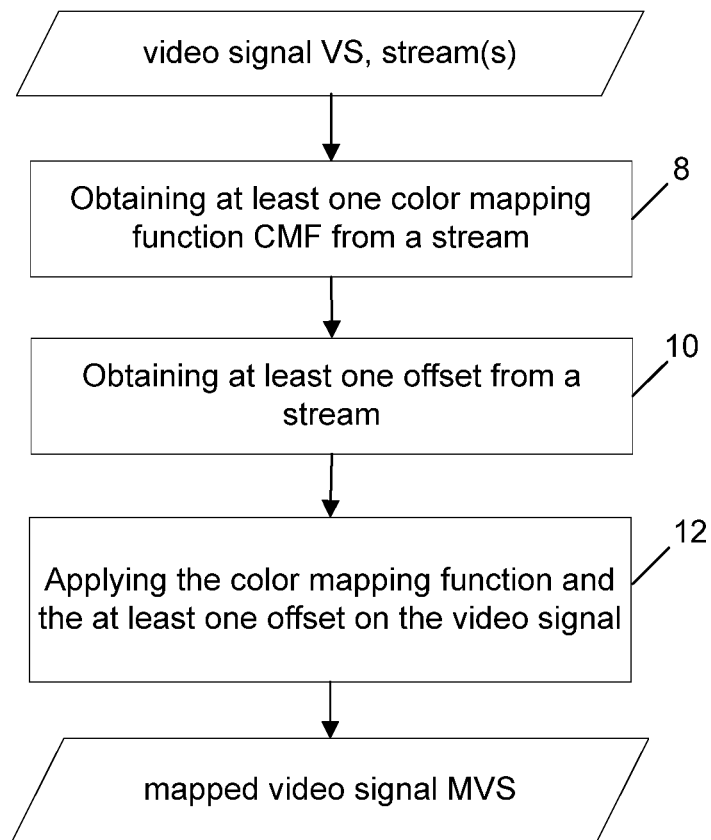 video signal VS, stream(s)
8
Obtaining at least one color mapping
function CMF from a stream
10
Obtaining at least one offset from a
stream
12
Applying the color mapping function and
the at least one offset on the video signal
mapped video signal MVS